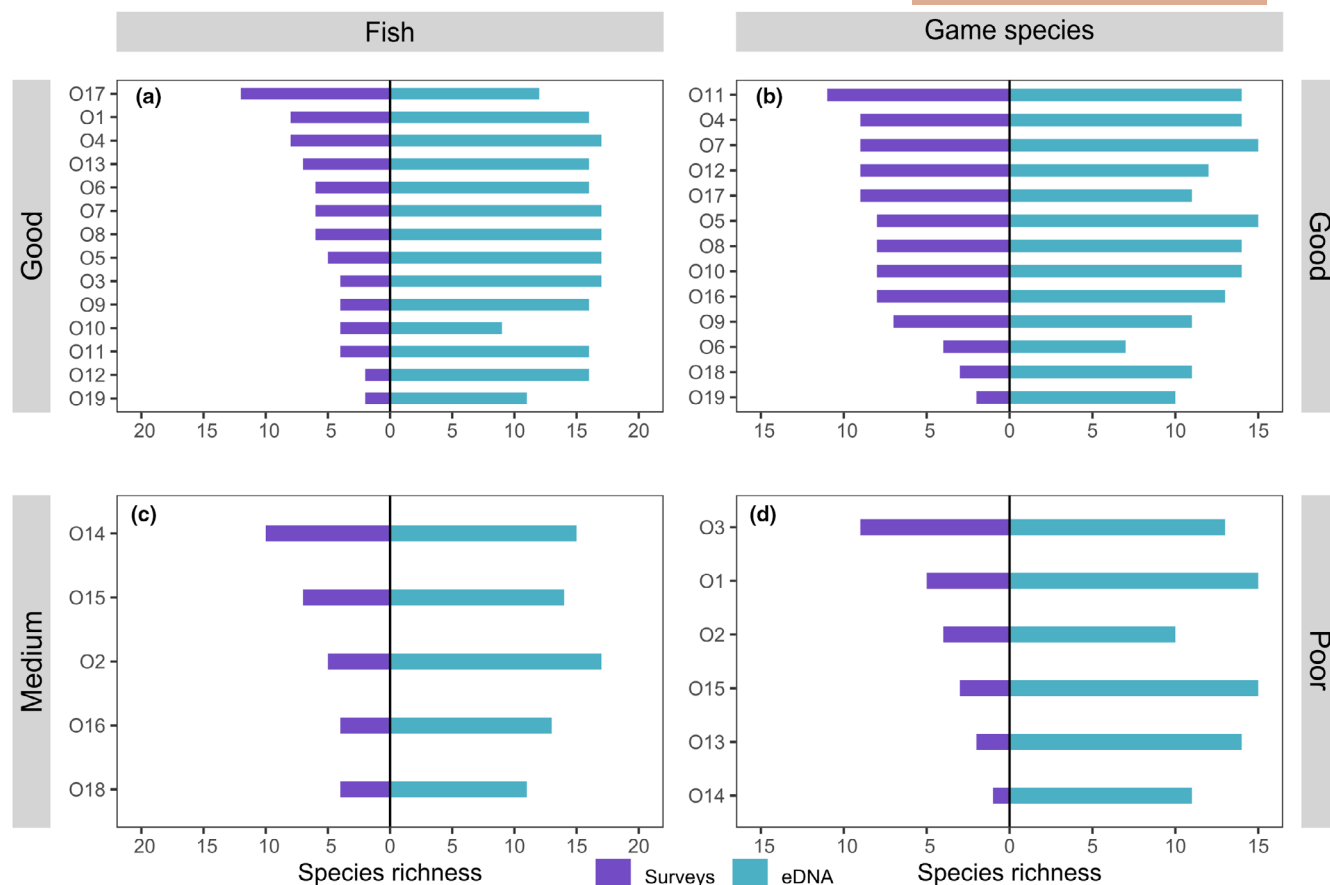 Fish
Game species
Good
(a)
O17
O1
O4
O13
O6
O7
O8
O5
O3
O9
O10
O11
O12
O19
20 15 10 5 0 5 10 15 20
(b)
O11
O4
O7
O12
O17
O5
O8
O10
O16
O9
O6
O18
O19
15 10 5 0 5 10 15
Good
Medium
(c)
O14
O15
O2
O16
O18
20 15 10 5 0 5 10 15 20
Species richness
(d)
O3
O1
O2
O15
O13
O14
15 10 5 0 5 10 15
Species richness
Poor
Surveys eDNA